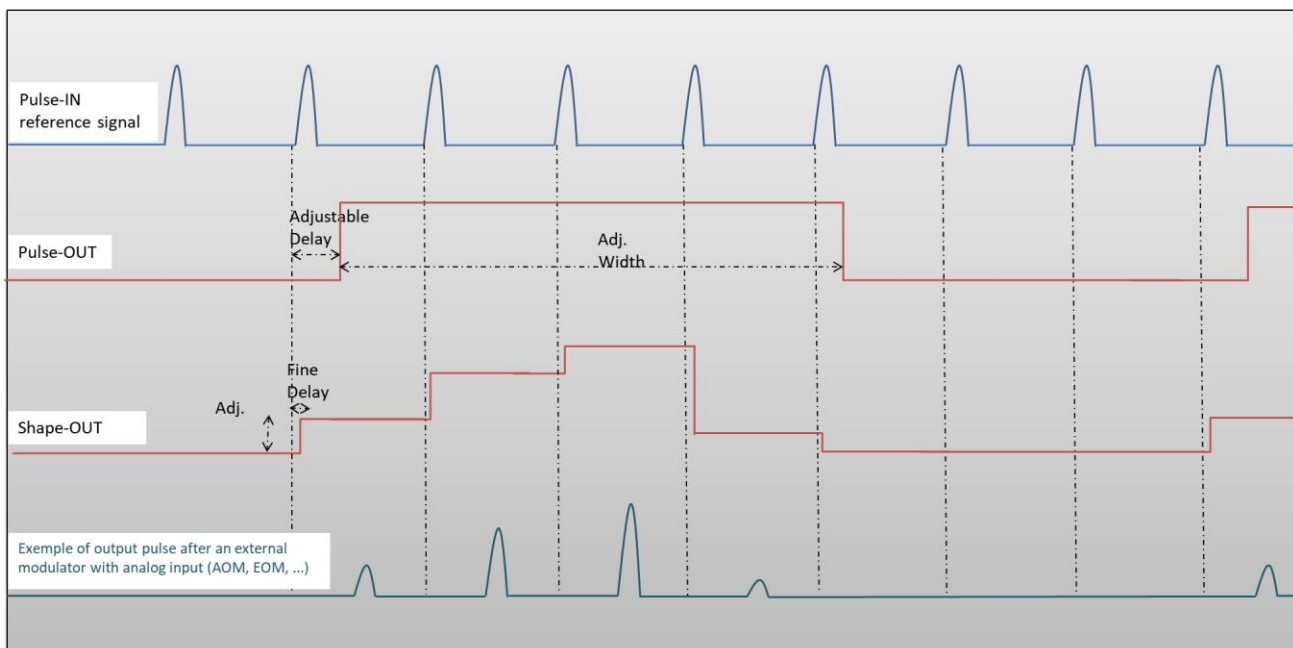 Pulse-IN
reference signal
Adjustable
Delay
Adj.
Width
Pulse-OUT
Fine
Delay
Adj.
Shape-OUT
Exemple of output pulse after an external
modulator with analog input (AOM, EOM, ...)